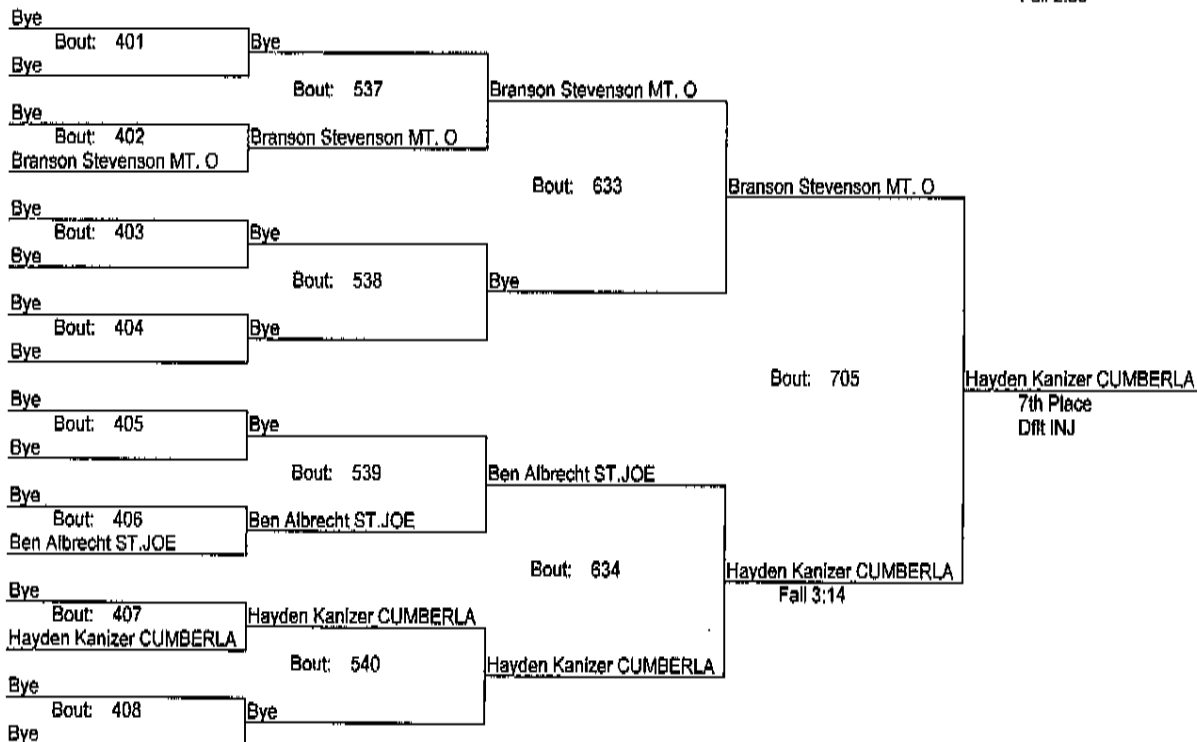 Bye
Bout: 401
Bye
Bye
Bout: 402
Branson Stevenson MT. O
Bye
Bout: 403
Bye
Bye
Bout: 404
Bye
Bye
Bout: 405
Bye
Bye
Bout: 406
Ben Albrecht ST.JOE
Bye
Bout: 407
Hayden Kanizer CUMBERLA
Bye
Bout: 408
Bye
Bye
Bout: 537
Branson Stevenson MT. O
Bye
Bout: 538
Bye
Bye
Bout: 539
Ben Albrecht ST.JOE
Hayden Kanizer CUMBERLA
Bout: 540
Bye
Branson Stevenson MT. O
Bout: 633
Bye
Ben Albrecht ST.JOE
Bout: 634
Hayden Kanizer CUMBERLA
Branson Stevenson MT. O
Bout: 705
Hayden Kanizer CUMBERLA
Fall 3:14
Hayden Kanizer CUMBERLA
7th Place
Dflt INJ